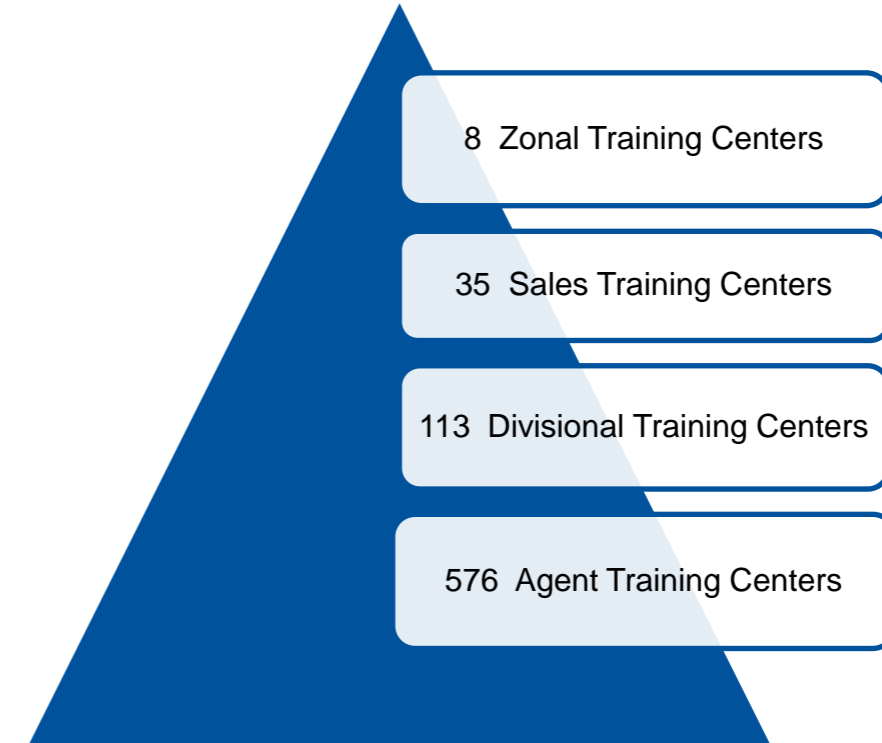 8 Zonal Training Centers
35 Sales Training Centers
113 Divisional Training Centers
576 Agent Training Centers